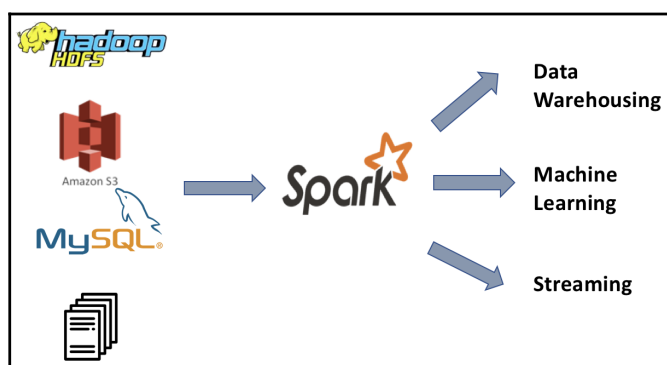 hadoop
HDFS
Amazon S3
MySQL®
Spark
Data
Warehousing
Machine
Learning
Streaming